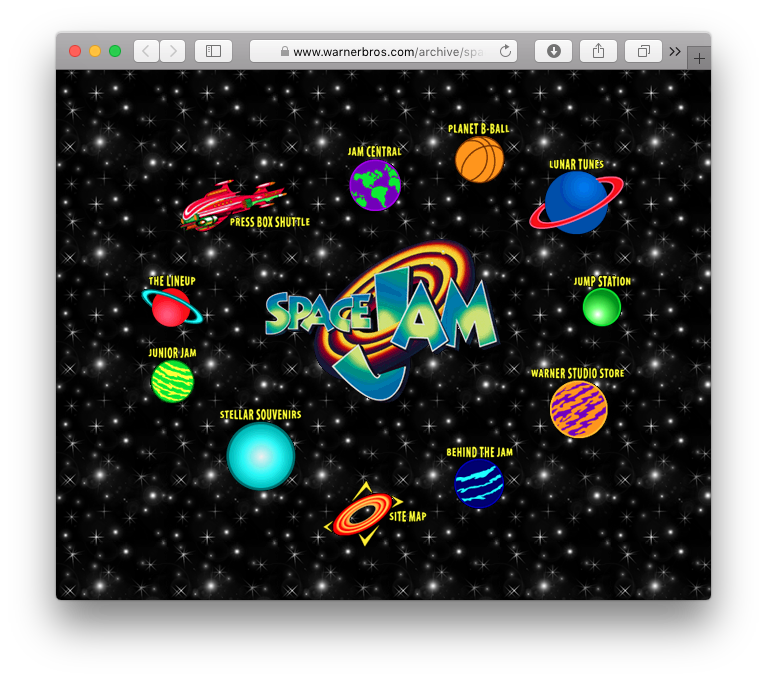 www.warnerbros.com/archive/spa
PLANET B-BALL
JAM CENTRAL
LUNAR TUNES
PRESS BOX SHUTTLE
THE LINEUP
SPACE JAM
JUMP STATION
JUNIOR JAM
WARNER STUDIO STORE
STELLAR SOUVENIRS
BEHIND THE JAM
SITE MAP